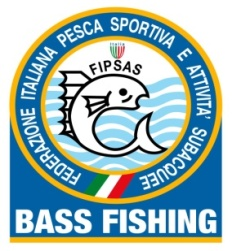 FEDERAZIONE ITALIANA PESCA SPORTIVA E ATTIVITA' SUBACQUEE
FIPSAS
BASS FISHING